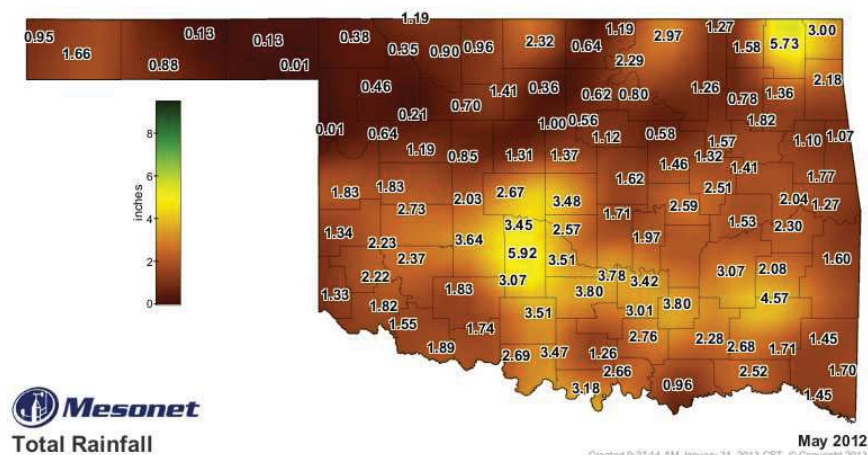 1.19
0.95 0.13 0.13 0.38 0.35 0.90 0.96 2.32 0.64 1.19 2.97 1.27 1.58 5.73 3.00
1.66 0.88 0.01 2.29 2.18
0.46 0.21 0.70 1.41 0.36 0.62 0.80 1.26 0.78 1.36
0.01 0.64 1.00 0.56 1.12 0.58 1.82 1.10 1.07
1.19 0.85 1.31 1.37 1.46 1.32 1.57 1.41
1.83 1.83 2.03 2.67 3.48 1.62 2.51 1.77
2.73 1.71 2.59 2.04 1.27
1.34 2.23 3.64 3.45 2.57 1.97 1.53 2.30
2.37 5.92 3.51 1.60
2.22 1.83 3.07 3.80 3.78 3.42 3.07 2.08
1.33 1.82 3.51 3.01 3.80 4.57
1.55 1.74 2.76 2.28 1.45
1.89 2.69 3.47 1.26 2.68 1.71
2.66 2.52 1.70
3.18 0.96 1.45
8
6
4
2
0
inches
Mesonet
Total Rainfall
May 2012
Created 9:27:14 AM January 31, 2013 CST. © Copyright 2013